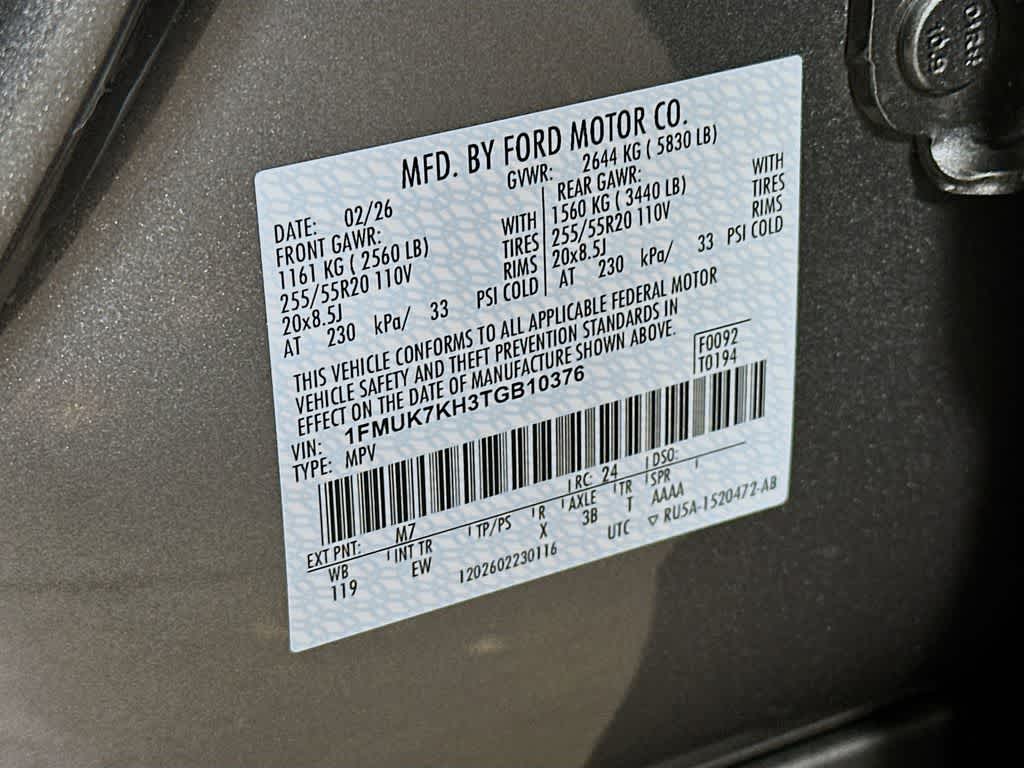 MFD. BY FORD MOTOR CO.
DATE: 02/26
GVWR: 2644 KG ( 5830 LB)
FRONT GAWR:
1161 KG ( 2560 LB) WITH
255/55R20 110V TIRES
20x8.5J RIMS
AT 230 kPa/ 33 PSI COLD
REAR GAWR:
1560 KG ( 3440 LB) WITH
255/55R20 110V TIRES
20x8.5J RIMS
AT 230 kPa/ 33 PSI COLD
THIS VEHICLE CONFORMS TO ALL APPLICABLE FEDERAL MOTOR
VEHICLE SAFETY AND THEFT PREVENTION STANDARDS IN
EFFECT ON THE DATE OF MANUFACTURE SHOWN ABOVE.
VIN: 1FMUK7KH3TGB10376
TYPE: MPV
F0092
T0194
EXT PNT: M7 RC: 24 DSO:
WB INT TR TP/PS R AXLE TR SPR
119 EW X 3B T AAAA
1202602230116 UTC ▽ RU5A-1520472-AB